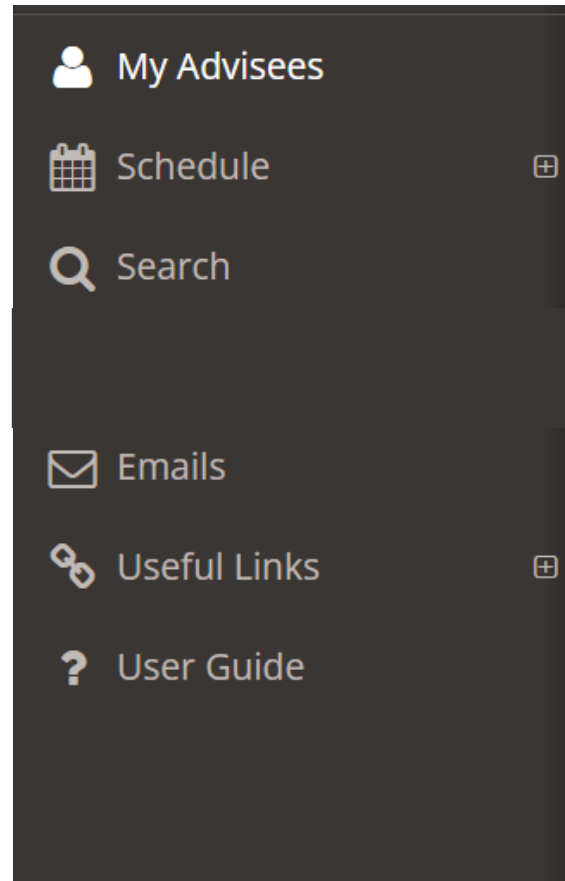 My Advisees
Schedule
Search
Emails
Useful Links
User Guide